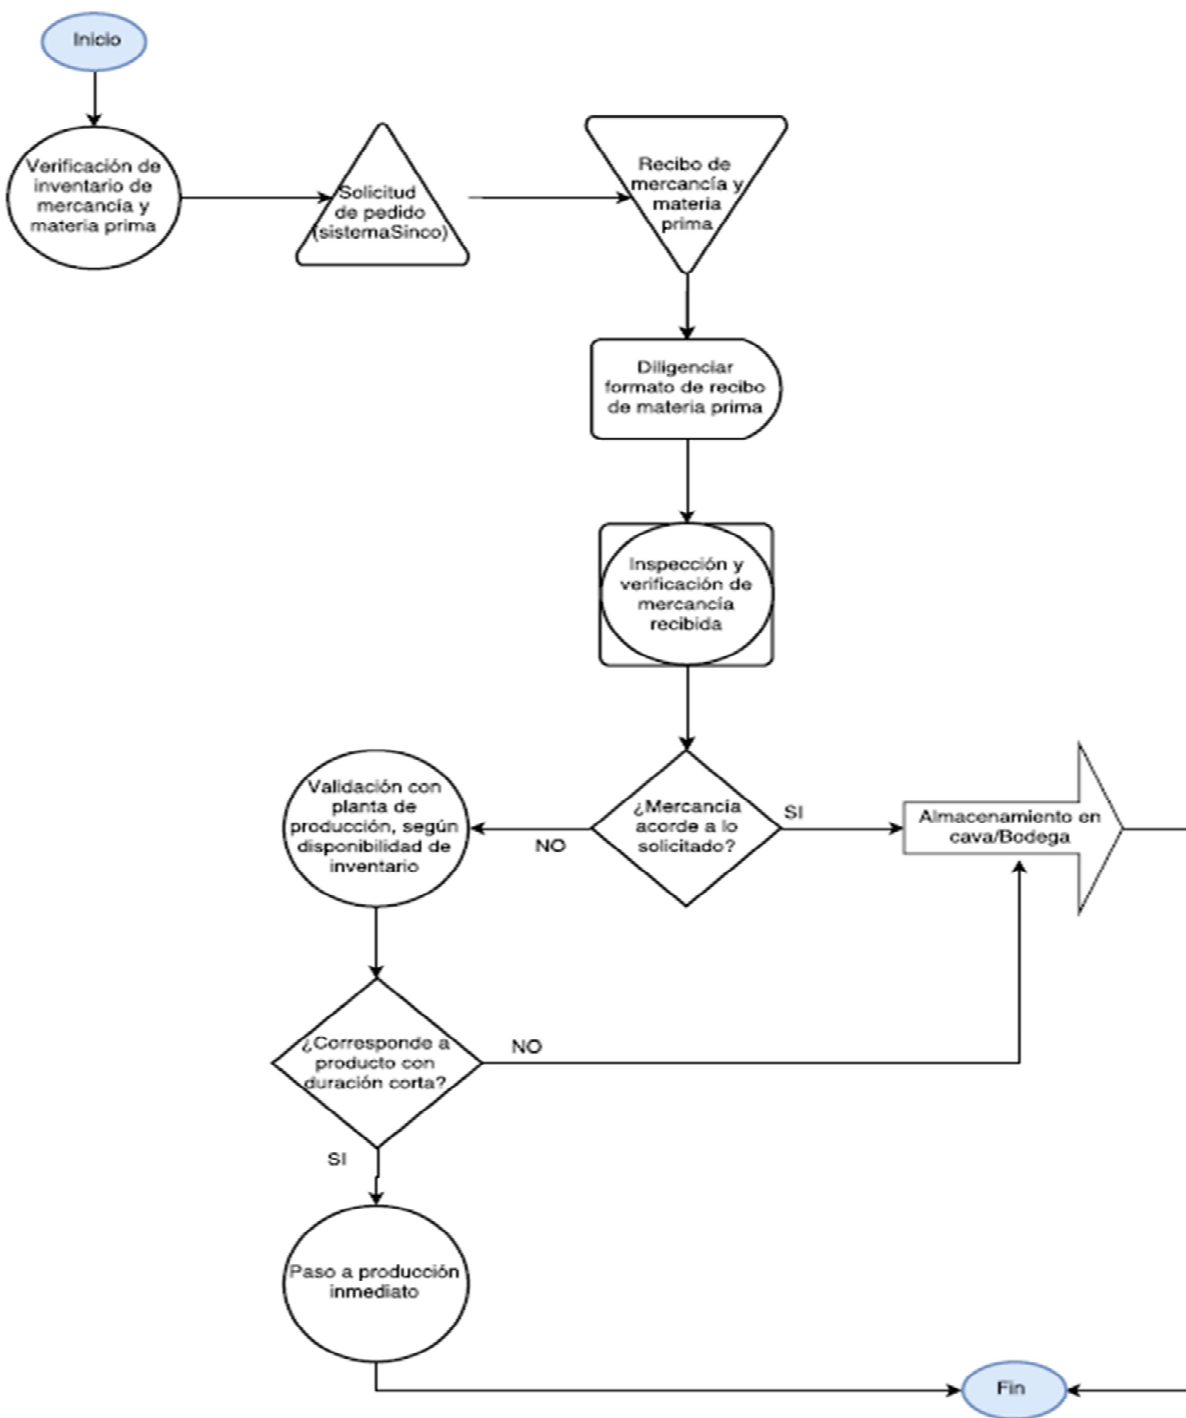 Inicio
Verificación de
inventario de
mercancía y
materia prima
Solicitud
de pedido
(sistemaSinco)
Recibo de
mercancía y
materia
prima
Diligenciar
formato de recibo
de materia prima
Inspección y
verificación de
mercancía
recibida
¿Mercancía
acorde a lo
solicitado?
SI
NO
Almacenamiento en
cava/Bodega
Validación con
planta de
producción, según
disponibilidad de
inventario
¿Corresponde a
producto con
duración corta?
NO
SI
Paso a producción
inmediato
Fin